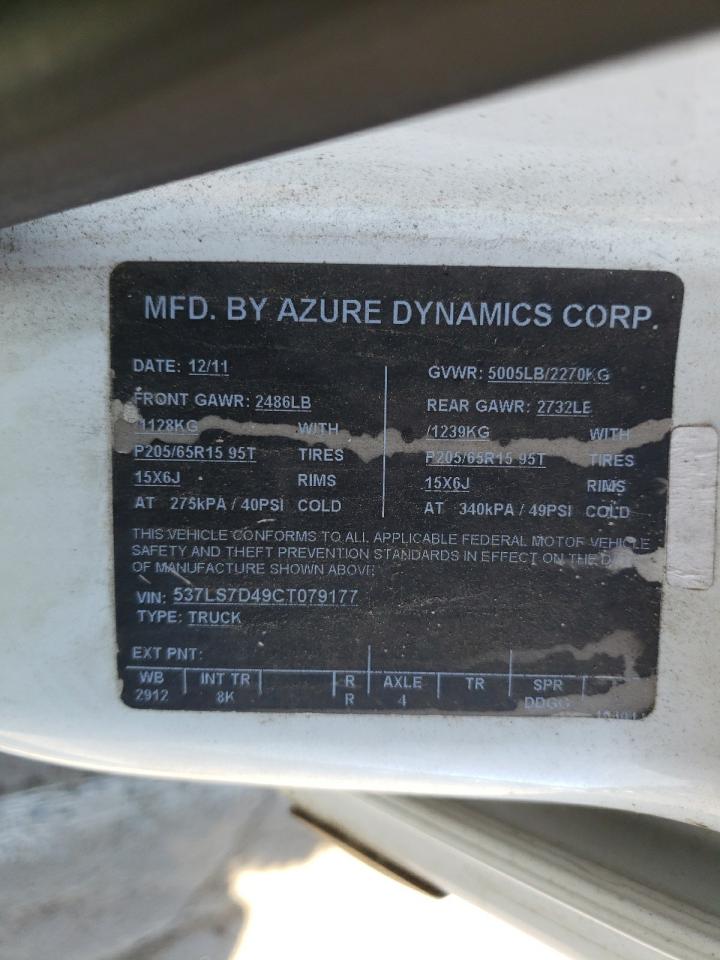 MFD. BY AZURE DYNAMICS CORP.
DATE: 12/11
FRONT GAWR: 2486LB
/1128KG WITH
P205/65R15 95T TIRES
15X6J RIMS
AT 275kPA / 40PSI COLD
GVWR: 5005LB/2270KG
REAR GAWR: 2732LB
/1239KG WITH
P205/65R15 95T TIRES
15X6J RIMS
AT 340kPA / 49PSI COLD
THIS VEHICLE CONFORMS TO ALL APPLICABLE FEDERAL MOTOR VEHICLE
SAFETY AND THEFT PREVENTION STANDARDS IN EFFECT ON THE
OF MANUFACTURE SHOWN ABOVE
VIN: 537LS7D49CT079177
TYPE: TRUCK
EXT PNT:
WB INT TR R AXLE TR SPR
2912 8K R 4 DDGG